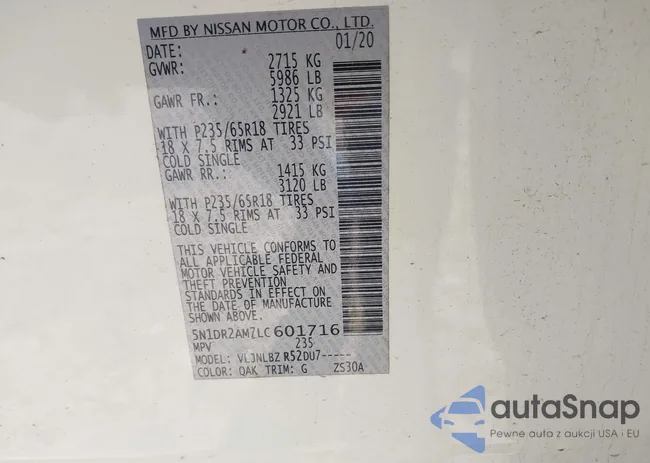 MFD BY NISSAN MOTOR CO., LTD.
DATE: 01/20
GVWR: 2715 KG
5986 LB
GAWR FR.: 1325 KG
2921 LB
WITH P235/65R18 TIRES
18 X 7.5 RIMS AT 33 PSI
COLD SINGLE
GAWR RR.: 1415 KG
3120 LB
WITH P235/65R18 TIRES
18 X 7.5 RIMS AT 33 PSI
COLD SINGLE
THIS VEHICLE CONFORMS TO
ALL APPLICABLE FEDERAL
MOTOR VEHICLE SAFETY AND
THEFT PREVENTION
STANDARDS IN EFFECT ON
THE DATE OF MANUFACTURE
SHOWN ABOVE.
5N1DR2AMZLC601716
MPV 235
MODEL: VLJNLBZ R52DU7-----
COLOR: QAK TRIM: G ZS30A
autaSnap
Pewne auta z aukcji USA i EU